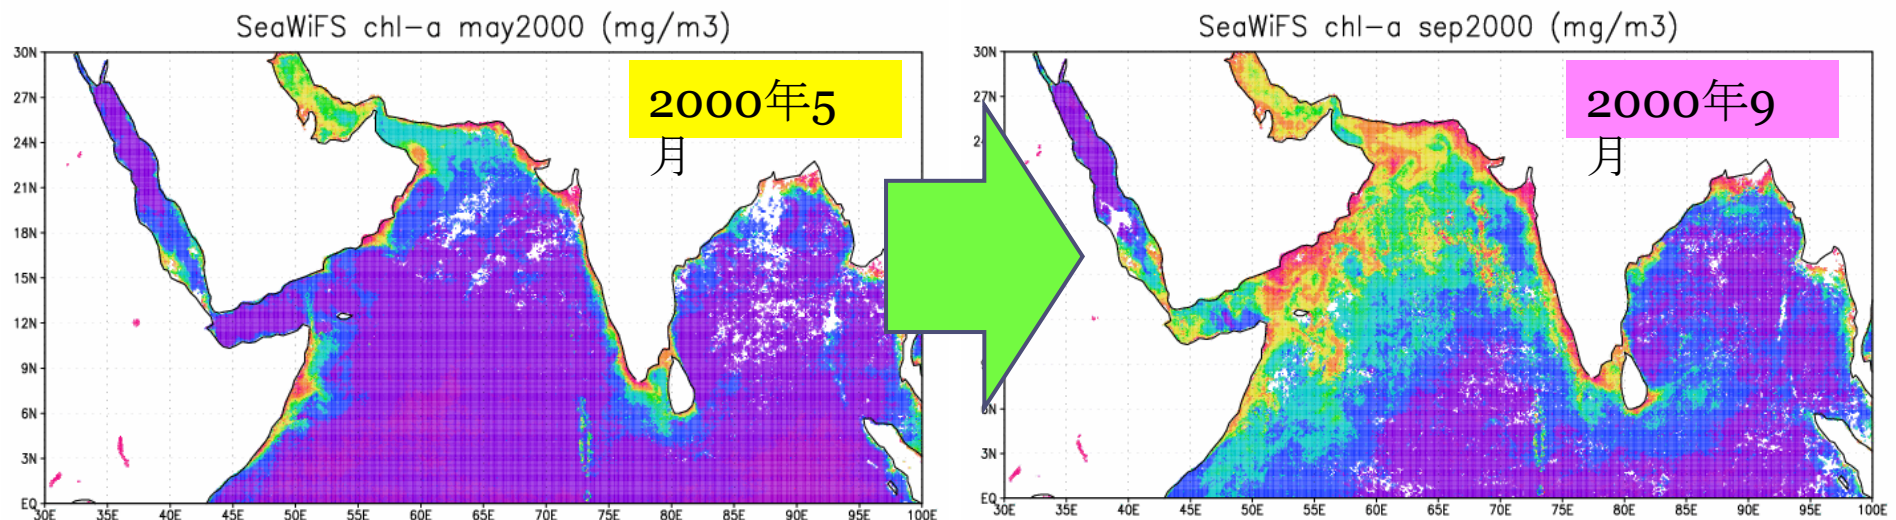 SeaWiFS chl-a may2000 (mg/m3)
30N
27N
24N
21N
18N
15N
12N
9N
6N
3N
EQ
30E 35E 40E 45E 50E 55E 60E 65E 70E 75E 80E 85E 90E 95E 100E
2000年5
月
SeaWiFS chl-a sep2000 (mg/m3)
30N
27N
3N
EQ
30E 35E 40E 45E 50E 55E 60E 65E 70E 75E 80E 85E 90E 95E 100E
2000年9
月